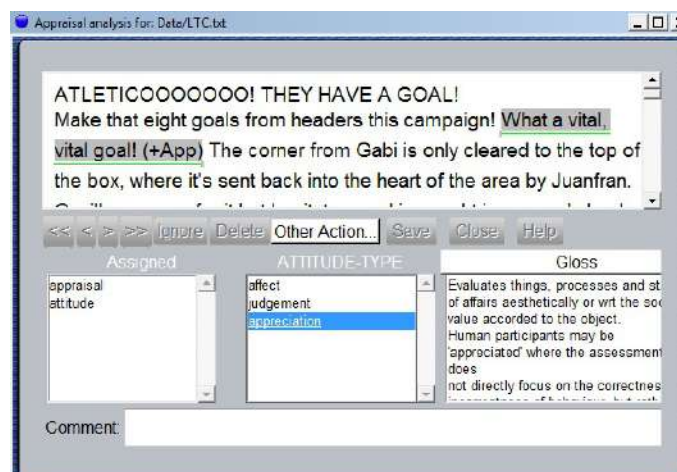 Appraisal analysis for: Data/LTC.txt
ATLETICOOOOOOO! THEY HAVE A GOAL!
Make that eight goals from headers this campaign! What a vital,
vital goal! (+App) The corner from Gabi is only cleared to the top of
the box, where it's sent back into the heart of the area by Juanfran.
<< < > >> Ignore Delete Other Action... Save Close Help
Assigned ATTITUDE-TYPE Gloss
appraisal
attitude
affect
judgement
appreciation
Evaluates things, processes and st
of affairs aesthetically or wrt the soc
value accorded to the object.
Human participants may be
'appreciated' where the assessment
does
not directly focus on the correctnes
Comment: